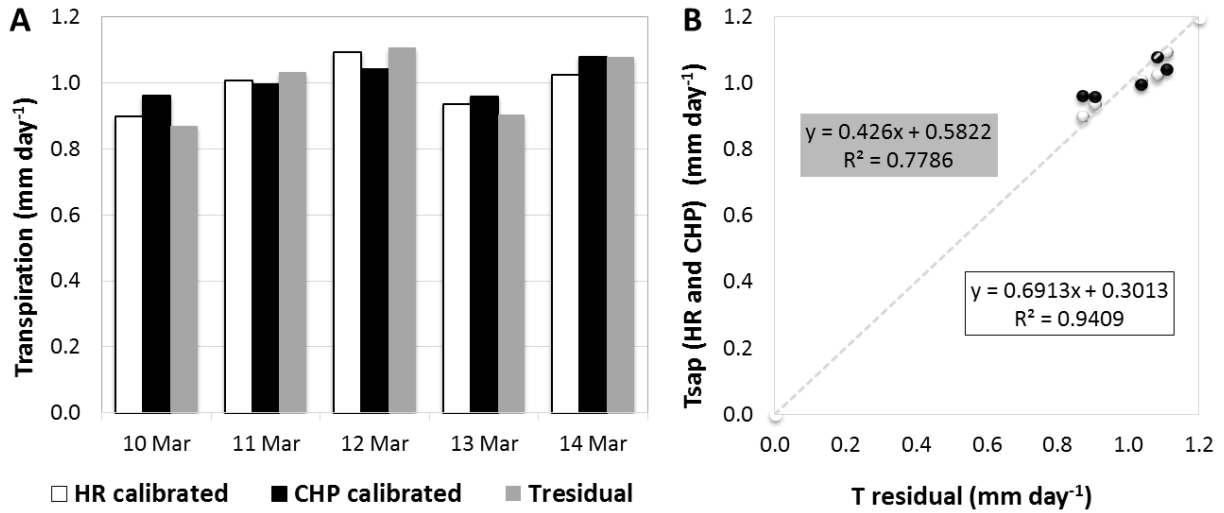 A
Transpiration (mm day⁻¹)
1.2
1.0
0.8
0.6
0.4
0.2
0.0
10 Mar 11 Mar 12 Mar 13 Mar 14 Mar
HR calibrated CHP calibrated Tresidual
B
Tsap (HR and CHP) (mm day⁻¹)
1.2
1.0
0.8
0.6
0.4
0.2
0.0
y = 0.426x + 0.5822
R² = 0.7786
y = 0.6913x + 0.3013
R² = 0.9409
0.0 0.2 0.4 0.6 0.8 1.0 1.2
T residual (mm day⁻¹)